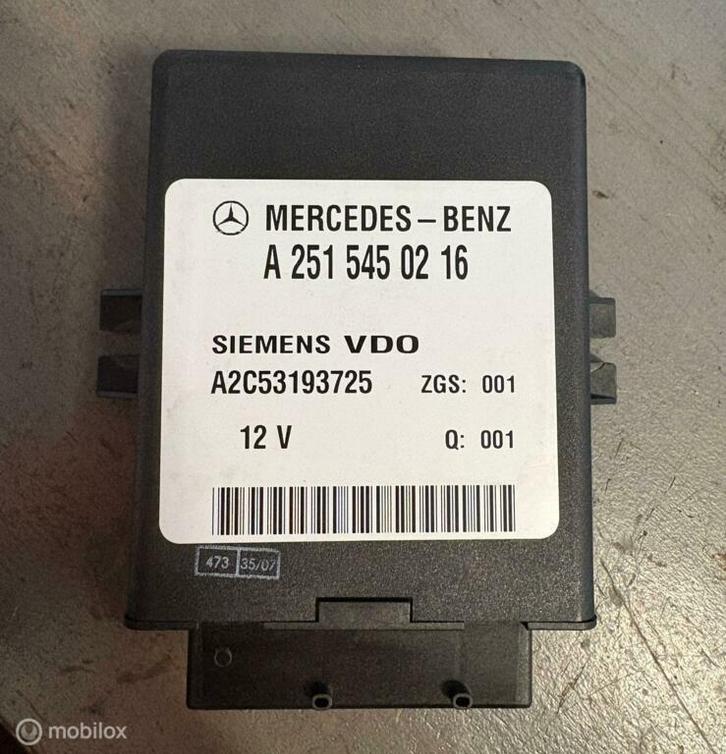 MERCEDES-BENZ
A 251 545 02 16
SIEMENS VDO
A2C53193725 ZGS: 001
12 V Q: 001
473 35/07
mobilox